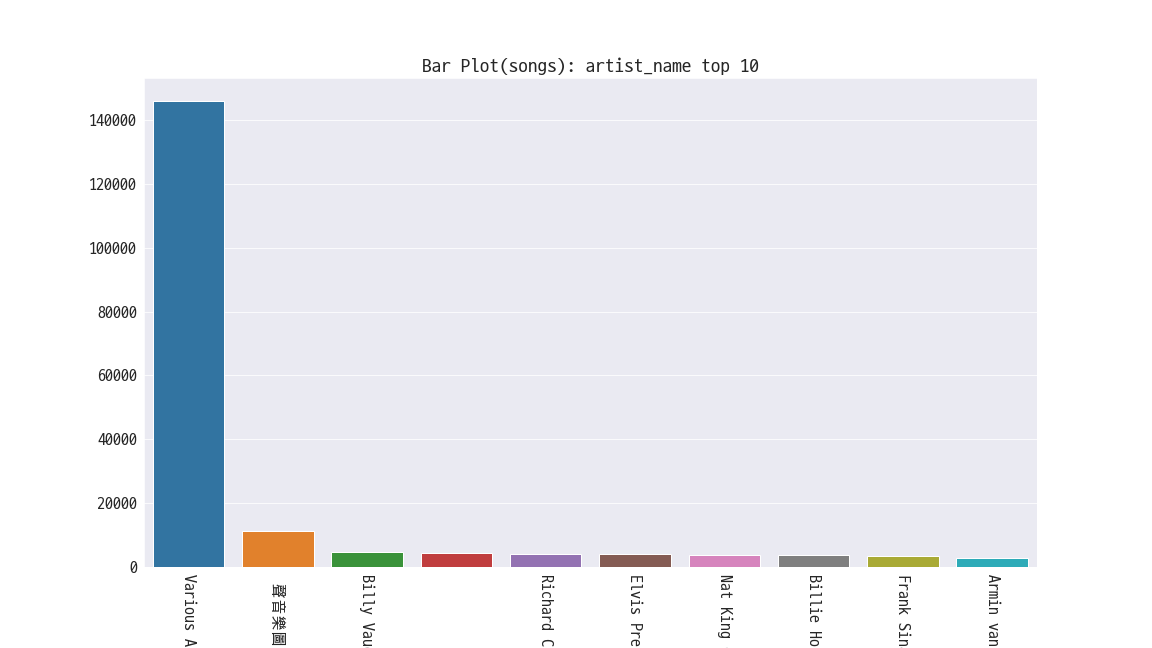 Bar Plot(songs): artist_name top 10
140000
120000
100000
80000
60000
40000
20000
0
Various A
聲音樂圖
Billy Vau
Richard C
Elvis Pre
Nat King
Billie Ho
Frank Sin
Armin van